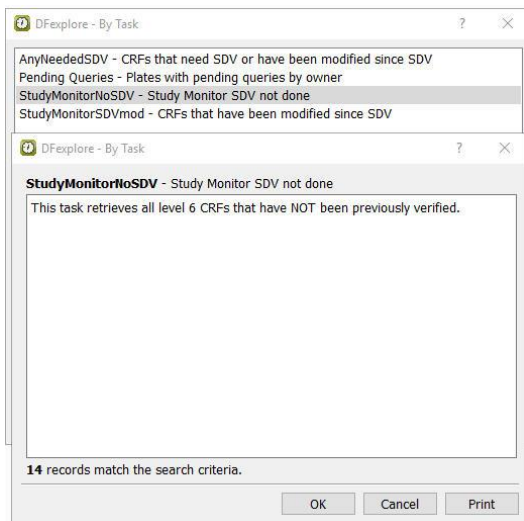 DFexplore - By Task
AnyNeededSDV - CRFs that need SDV or have been modified since SDV
Pending Queries - Plates with pending queries by owner
StudyMonitorNoSDV - Study Monitor SDV not done
StudyMonitorSDVmod - CRFs that have been modified since SDV
DFexplore - By Task
StudyMonitorNoSDV - Study Monitor SDV not done
This task retrieves all level 6 CRFs that have NOT been previously verified.
14 records match the search criteria.
OK Cancel Print